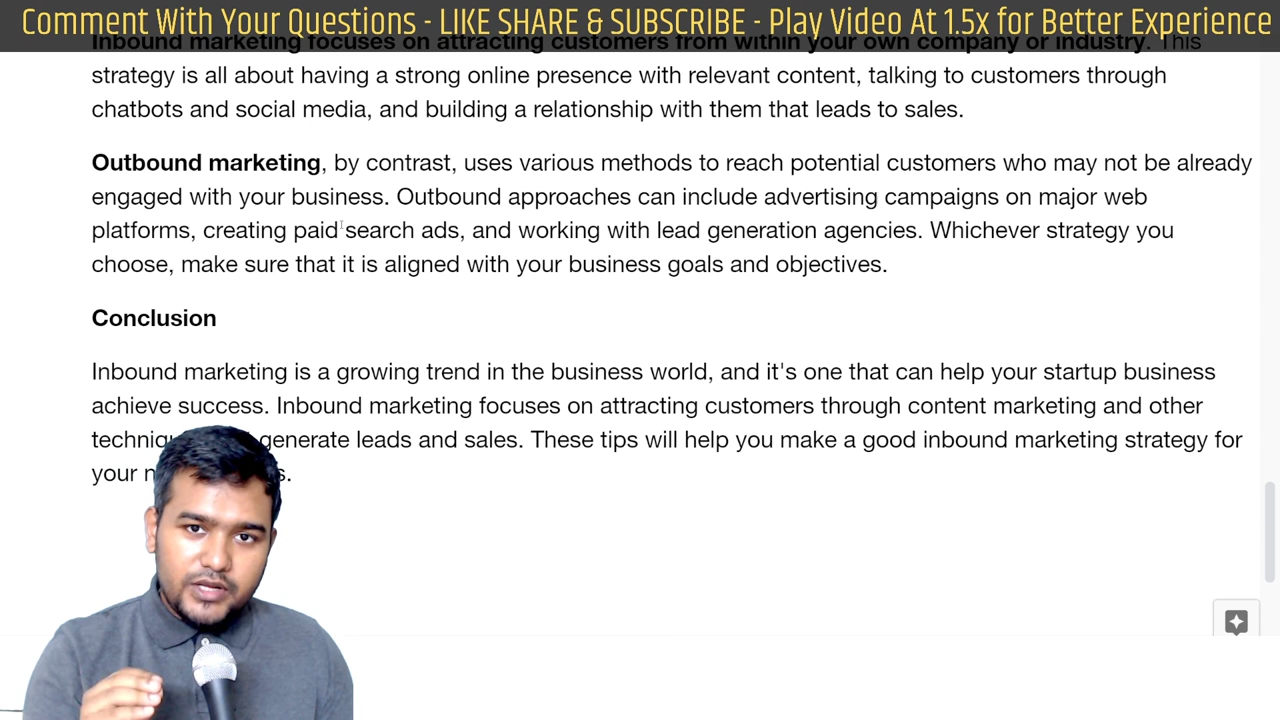 Comment With Your Questions - LIKE SHARE & SUBSCRIBE - Play Video At 1.5x for Better Experience
Inbound marketing focuses on attracting customers from within your own company or industry. This
strategy is all about having a strong online presence with relevant content, talking to customers through
chatbots and social media, and building a relationship with them that leads to sales.
Outbound marketing, by contrast, uses various methods to reach potential customers who may not be already
engaged with your business. Outbound approaches can include advertising campaigns on major web
platforms, creating paid search ads, and working with lead generation agencies. Whichever strategy you
choose, make sure that it is aligned with your business goals and objectives.
Conclusion
Inbound marketing is a growing trend in the business world, and it's one that can help your startup business
achieve success. Inbound marketing focuses on attracting customers through content marketing and other
generate leads and sales. These tips will help you make a good inbound marketing strategy for
your